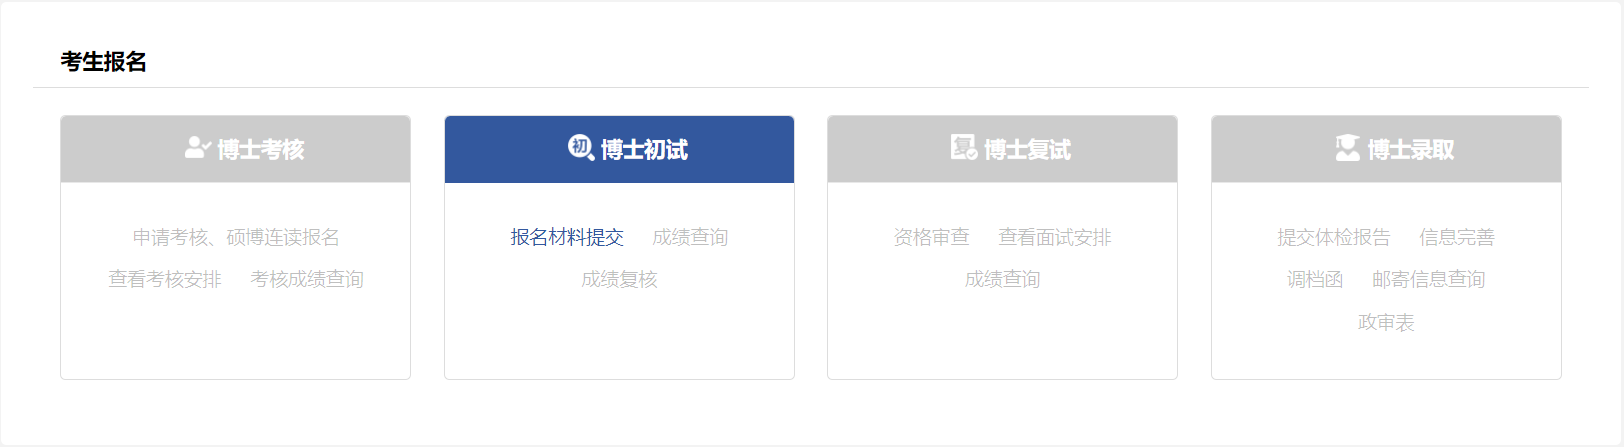 考生报名
博士考核
申请考核、硕博连读报名
查看考核安排 考核成绩查询
初 博士初试
报名材料提交 成绩查询
成绩复核
复 博士复试
资格审查 查看面试安排
成绩查询
博士录取
提交体检报告 信息完善
调档函 邮寄信息查询
政审表